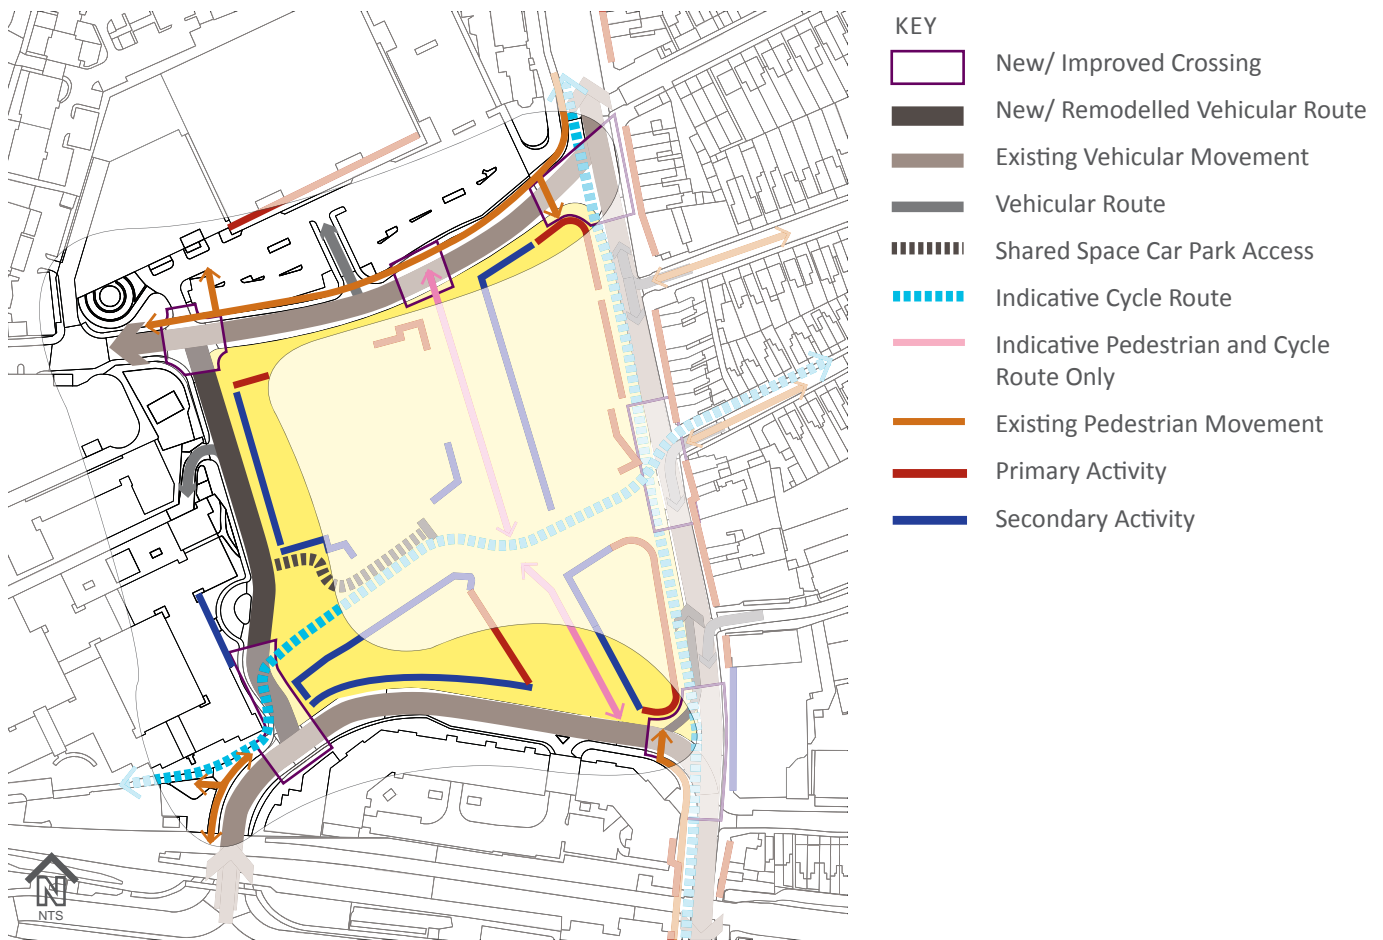 KEY
New/ Improved Crossing
New/ Remodelled Vehicular Route
Existing Vehicular Movement
Vehicular Route
Shared Space Car Park Access
Indicative Cycle Route
Indicative Pedestrian and Cycle
Route Only
Existing Pedestrian Movement
Primary Activity
Secondary Activity
N
NTS